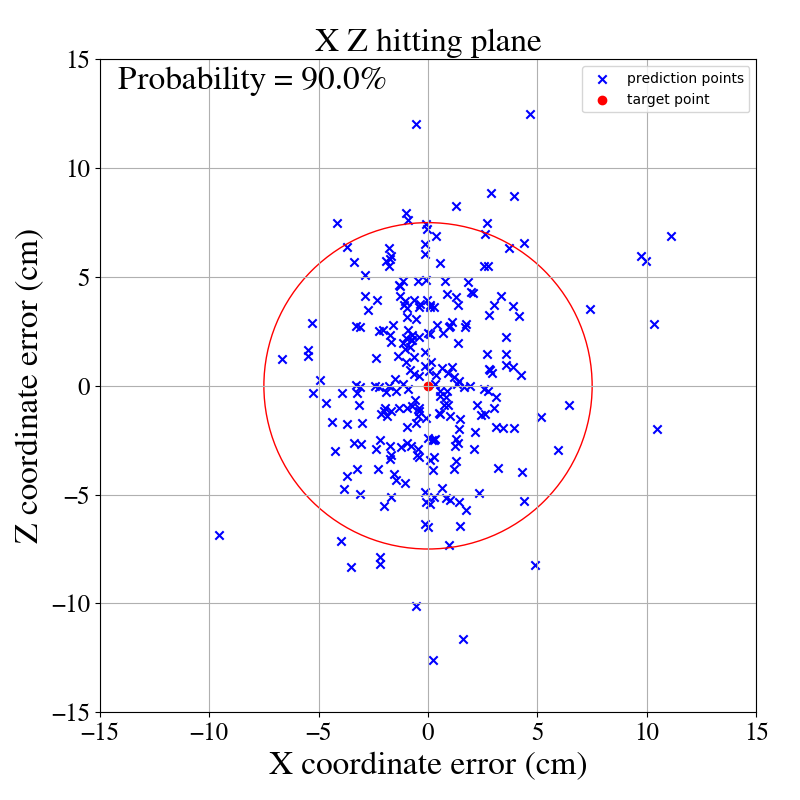 X Z hitting plane
Probability = 90.0%
prediction points
target point
Z coordinate error (cm)
15
10
5
0
−5
−10
−15
−15
−10
−5
0
5
10
15
X coordinate error (cm)